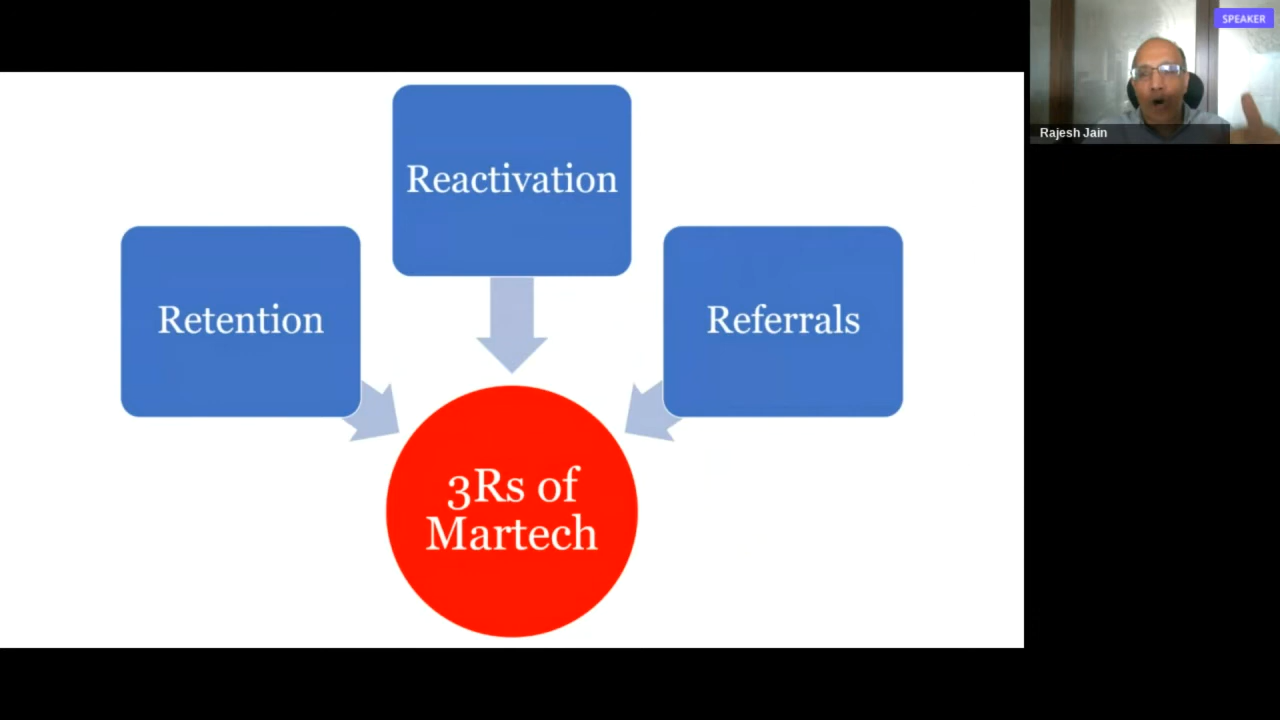 SPEAKER
Rajesh Jain
Reactivation
Retention
Referrals
3Rs of
Martech